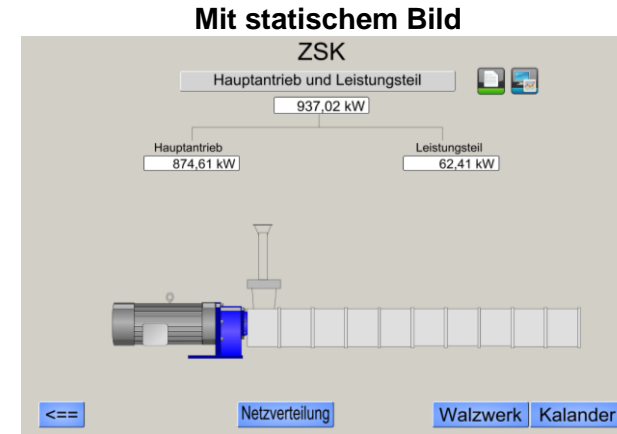 Mit statischem Bild
ZSK
Hauptantrieb und Leistungsteil
937,02 kW
Hauptantrieb
874,61 kW
Leistungsteil
62,41 kW
<==
Netzverteilung
Walzwerk
Kalander